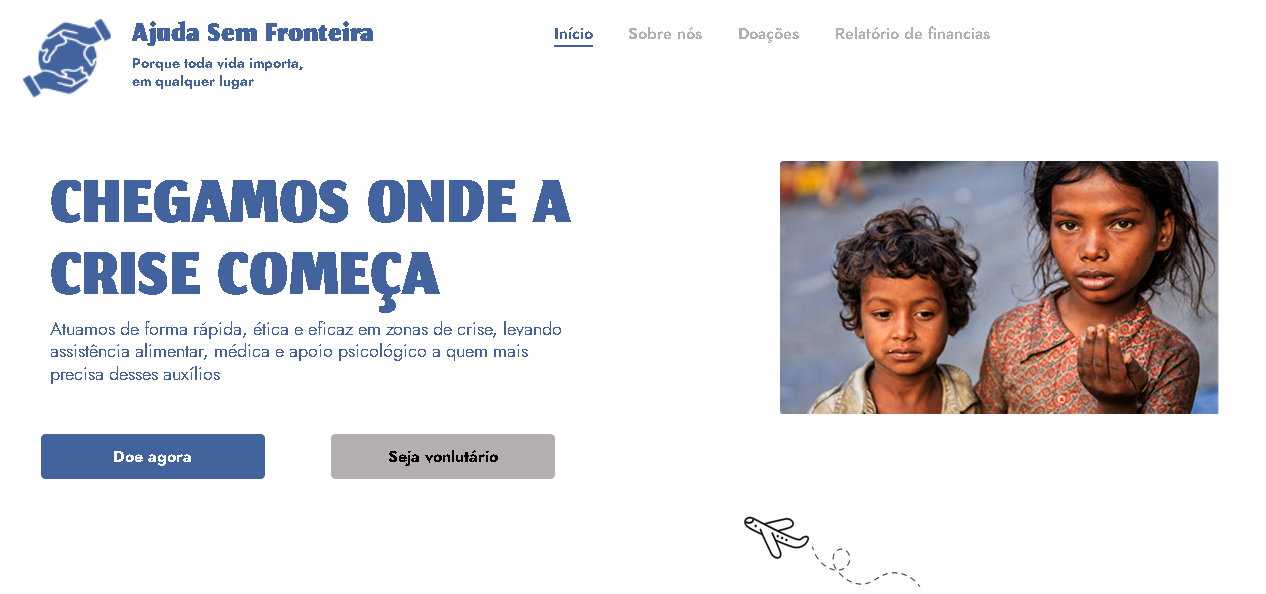 Ajuda Sem Fronteira
Porque toda vida importa,
em qualquer lugar
Início
Sobre nós
Doações
Relatório de financias
CHEGAMOS ONDE A
CRISE COMEÇA
Atuamos de forma rápida, ética e eficaz em zonas de crise, levando
assistência alimentar, médica e apoio psicológico a quem mais
precisa desses auxílios
Doe agora
Seja vonlutário